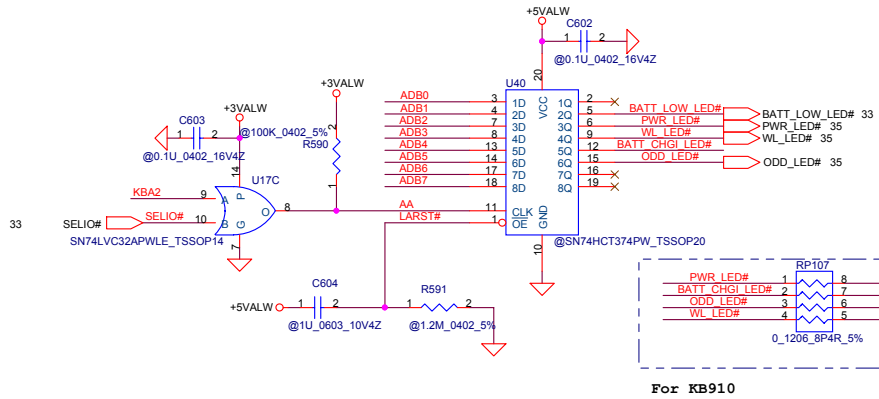 +5VALW
C602
1 2
@0.1U_0402_16V4Z
+3VALW
+3VALW
C603
1 2
@0.1U_0402_16V4Z
@100K_0402_5%
R590
2
1
14
U17C
KBA2
9
A
P
O
8
33
SELIO#
SELIO#
10
B
G
7
SN74LVC32APWLE_TSSOP14
U40
20
VCC
ADB0 3 1D 1Q 2
ADB1 4 2D 2Q 5 BATT_LOW_LED# BATT_LOW_LED# 33
ADB2 7 3D 3Q 6 PWR_LED# PWR_LED# 35
ADB3 8 4D 4Q 9 WL_LED# WL_LED# 35
ADB4 13 5D 5Q 12 BATT_CHGI_LED#
ADB5 14 6D 6Q 15 ODD_LED# ODD_LED# 35
ADB6 17 7D 7Q 16
ADB7 18 8D 8Q 19
AA 11 CLK
LARST# 1 OE
GND
10
@SN74HCT374PW_TSSOP20
+5VALW
C604
1 2
@1U_0603_10V4Z
R591
1 2
@1.2M_0402_5%
RP107
PWR_LED# 1 8
BATT_CHGI_LED# 2 7
ODD_LED# 3 6
WL_LED# 4 5
0_1206_8P4R_5%
For KB910